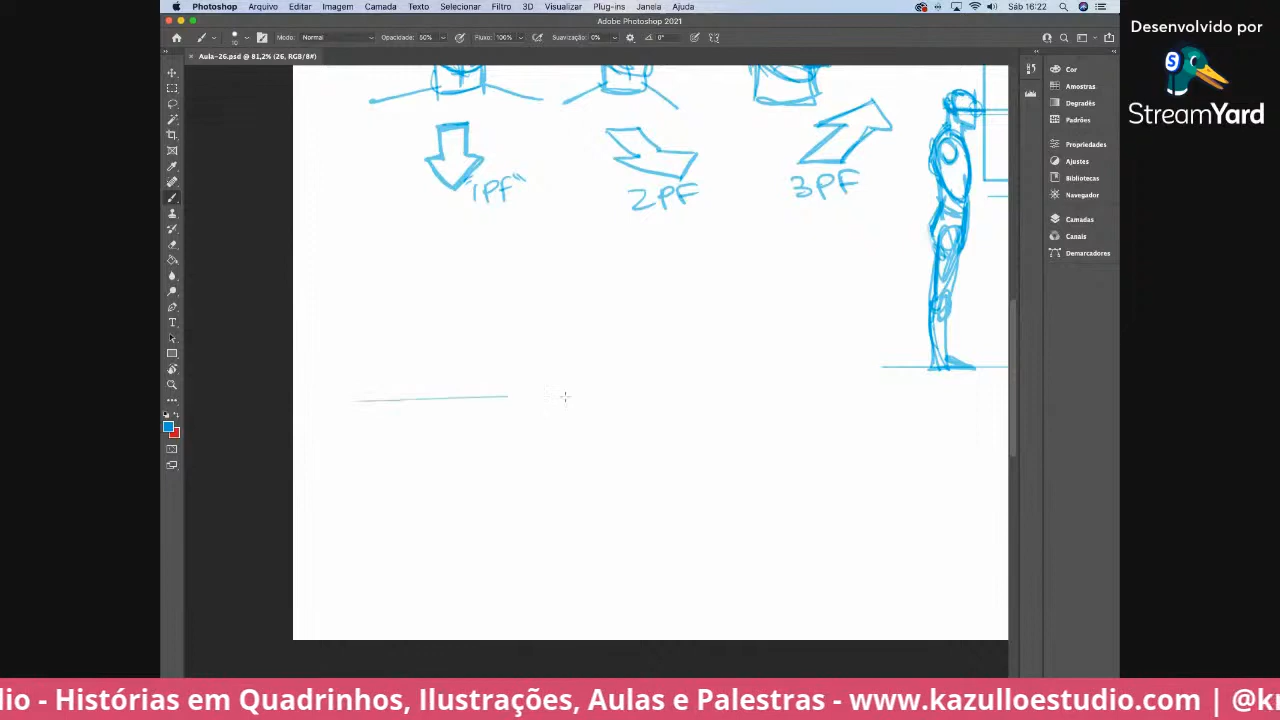 Photoshop Arquivo Editar Imagem Camada Texto Selecionar Filtro 3D Visualizar Plug-ins Janela Ajuda Sáb 16:22
Desenvolvido por
StreamYard
Adobe Photoshop 2021
Modo: Normal Opacidade: 50% Fluxo: 100% Suavização: 0% 0°
Aula-26.psd @ 81,2% (26, RGB/8#)
Cor
Amostras
Degradês
Padrões
Propriedades
Ajustes
Bibliotecas
Navegador
Camadas
Canais
Demarcadores
"1PF"
2PF
3PF
dio - Histórias em Quadrinhos, Ilustrações, Aulas e Palestras - www.kazulloestudio.com |